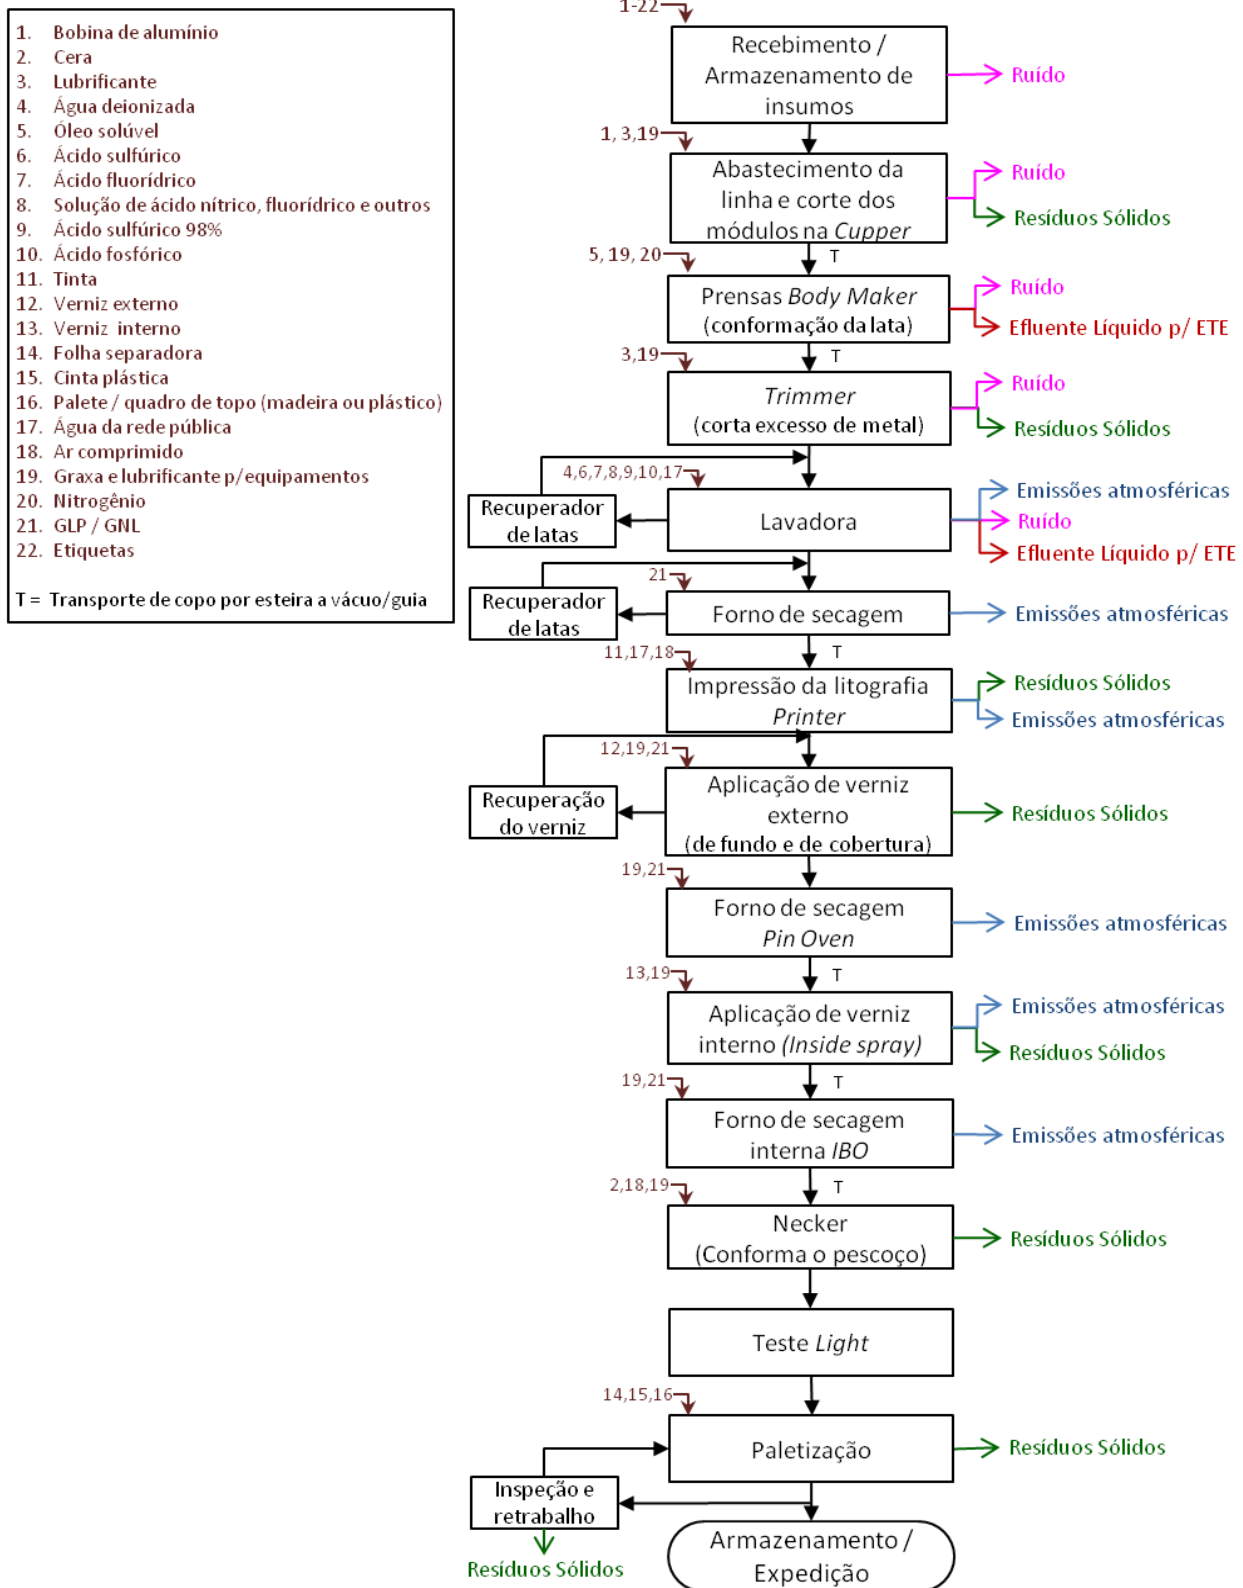 1. Bobina de alumínio
2. Cera
3. Lubrificante
4. Água deionizada
5. Óleo solúvel
6. Ácido sulfúrico
7. Ácido fluorídrico
8. Solução de ácido nítrico, fluorídrico e outros
9. Ácido sulfúrico 98%
10. Ácido fosfórico
11. Tinta
12. Verniz externo
13. Verniz interno
14. Folha separadora
15. Cinta plástica
16. Palete / quadro de topo (madeira ou plástico)
17. Água da rede pública
18. Ar comprimido
19. Graxa e lubrificante p/equipamentos
20. Nitrogênio
21. GLP / GNL
22. Etiquetas
T = Transporte de copo por esteira a vácuo/guia
1-22
Recebimento /
Armazenamento de
insumos
Ruído
1, 3,19
Abastecimento da
linha e corte dos
módulos na Cupper
Ruído
Resíduos Sólidos
T
5, 19, 20
Prensas Body Maker
(conformação da lata)
Ruído
Efluente Líquido p/ ETE
T
3,19
Trimmer
(corta excesso de metal)
Ruído
Resíduos Sólidos
4,6,7,8,9,10,17
Lavadora
Recuperador
de latas
Emissões atmosféricas
Ruído
Efluente Líquido p/ ETE
21
Forno de secagem
Recuperador
de latas
Emissões atmosféricas
T
11,17,18
Impressão da litografia
Printer
Resíduos Sólidos
Emissões atmosféricas
12,19,21
Aplicação de verniz
externo
(de fundo e de cobertura)
Recuperação
do verniz
Resíduos Sólidos
19,21
Forno de secagem
Pin Oven
Emissões atmosféricas
T
13,19
Aplicação de verniz
interno (Inside spray)
Emissões atmosféricas
Resíduos Sólidos
T
19,21
Forno de secagem
interna IBO
Emissões atmosféricas
T
2,18,19
Necker
(Conforma o pescoço)
Resíduos Sólidos
Teste Light
14,15,16
Paletização
Resíduos Sólidos
Inspeção e
retrabalho
Resíduos Sólidos
Armazenamento /
Expedição